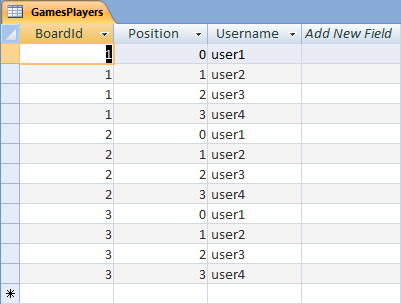 GamesPlayers
BoardId Position Username Add New Field
1 0 user1
1 1 user2
1 2 user3
1 3 user4
2 0 user1
2 1 user2
2 2 user3
2 3 user4
3 0 user1
3 1 user2
3 2 user3
3 3 user4